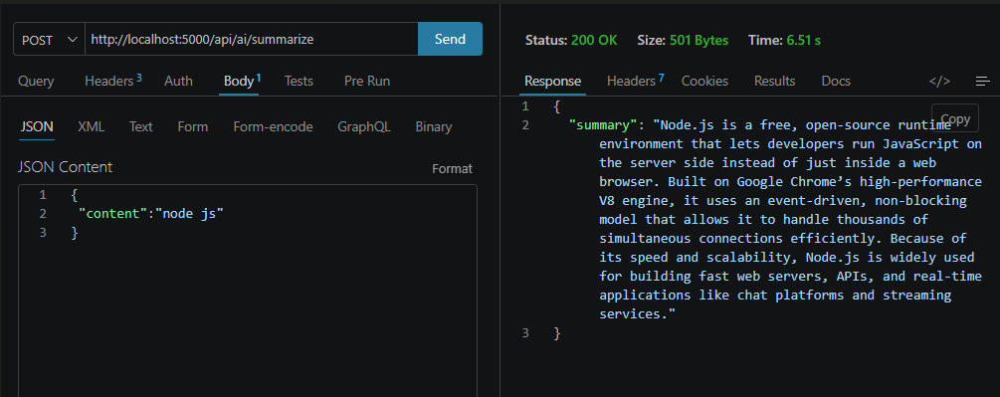 POST http://localhost:5000/api/ai/summarize Send
Query Headers 3 Auth Body 1 Tests Pre Run
JSON XML Text Form Form-encode GraphQL Binary
JSON Content Format
1 {
2 "content":"node js"
3 }
Status: 200 OK Size: 501 Bytes Time: 6.51 s
Response Headers 7 Cookies Results Docs </>
Copy
1 {
2 "summary": "Node.js is a free, open-source runtime
environment that lets developers run JavaScript on
the server side instead of just inside a web
browser. Built on Google Chrome’s high-performance
V8 engine, it uses an event-driven, non-blocking
model that allows it to handle thousands of
simultaneous connections efficiently. Because of
its speed and scalability, Node.js is widely used
for building fast web servers, APIs, and real-time
applications like chat platforms and streaming
services."
3 }